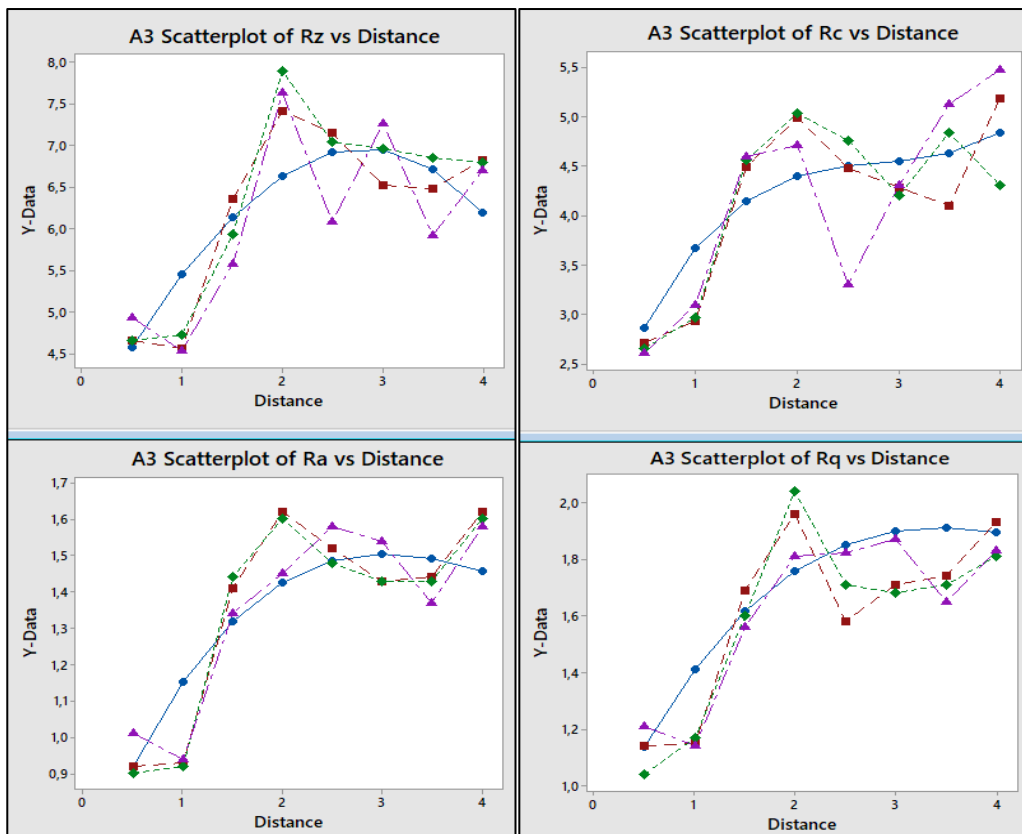 A3 Scatterplot of Rz vs Distance
8,0
7,5
7,0
6,5
6,0
5,5
5,0
4,5
Y-Data
0 1 2 3 4
Distance
A3 Scatterplot of Rc vs Distance
5,5
5,0
4,5
4,0
3,5
3,0
2,5
Y-Data
0 1 2 3 4
Distance
A3 Scatterplot of Ra vs Distance
1,7
1,6
1,5
1,4
1,3
1,2
1,1
1,0
0,9
Y-Data
0 1 2 3 4
Distance
A3 Scatterplot of Rq vs Distance
2,0
1,8
1,6
1,4
1,2
1,0
Y-Data
0 1 2 3 4
Distance